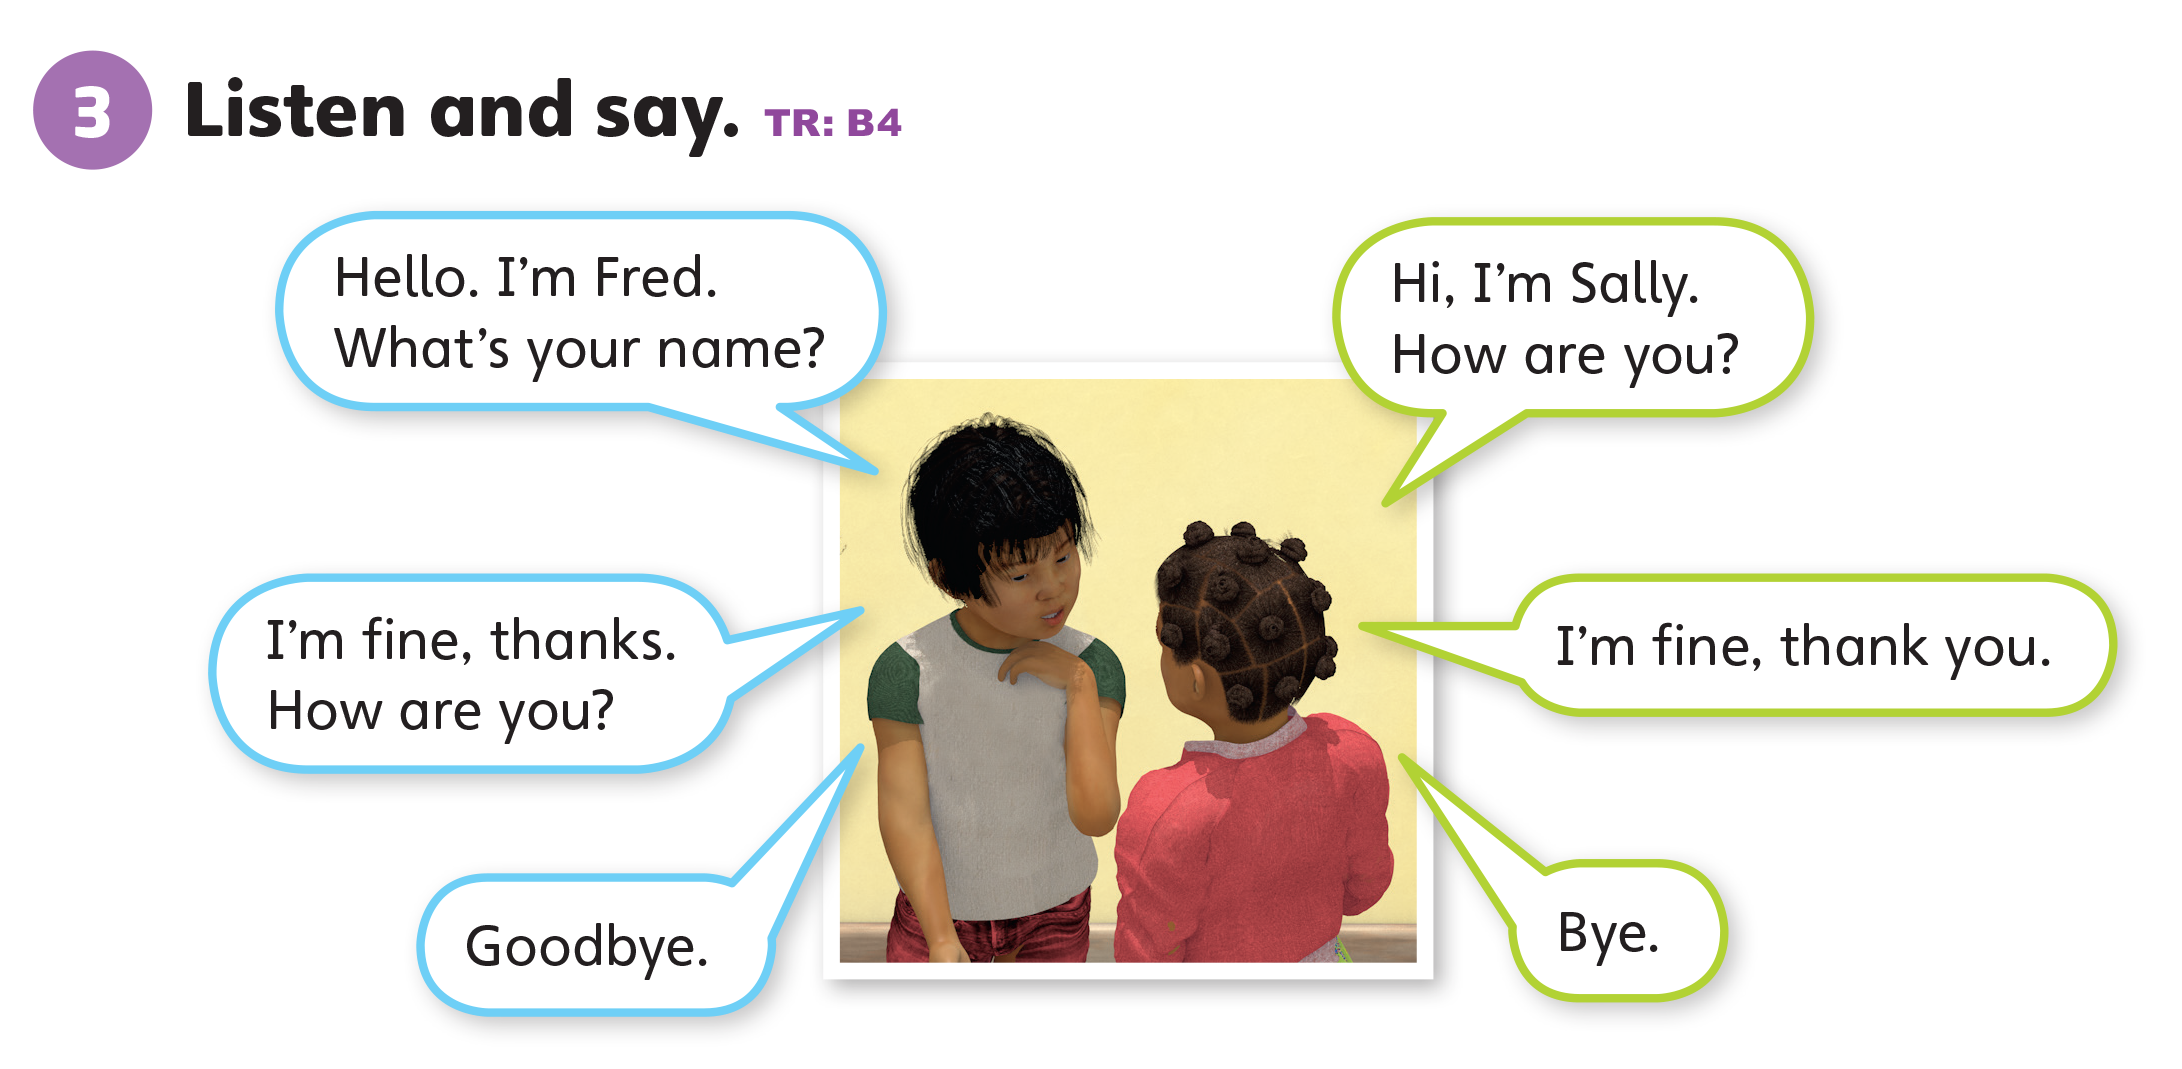 3 Listen and say. TR: B4
Hello. I'm Fred.
What's your name?
Hi, I'm Sally.
How are you?
I'm fine, thanks.
How are you?
I'm fine, thank you.
Goodbye.
Bye.